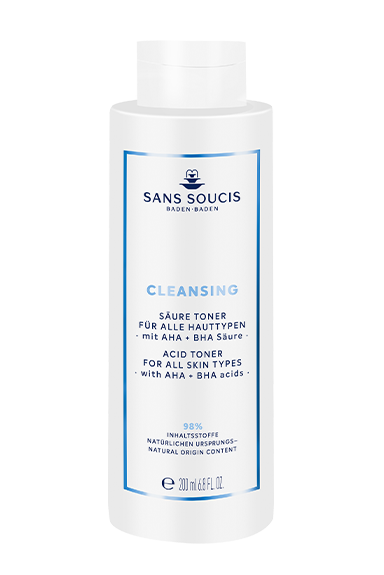 SANS SOUCIS
BADEN-BADEN
CLEANSING
SÄURE TONER
FÜR ALLE HAUTTYPEN
· mit AHA + BHA Säure ·
ACID TONER
FOR ALL SKIN TYPES
· with AHA + BHA acids ·
98%
INHALTSSTOFFE
NATÜRLICHEN URSPRUNGS–
NATURAL ORIGIN CONTENT
℮ 200 ml 6.8 FL. OZ.